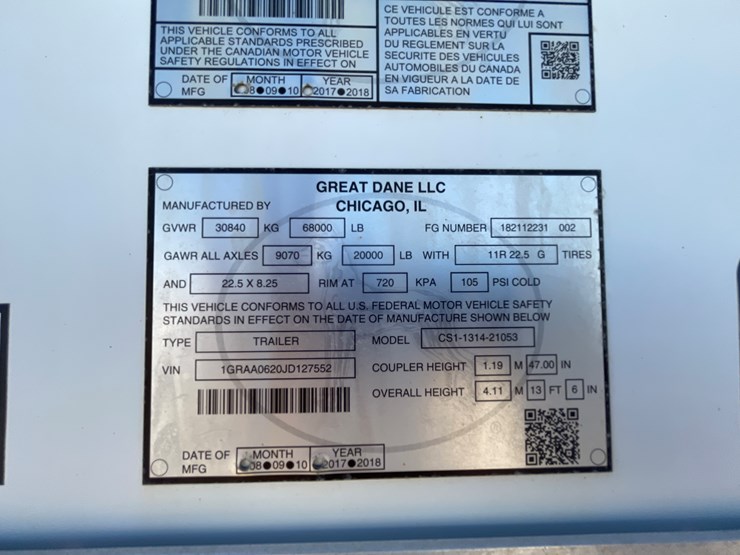 THIS VEHICLE CONFORMS TO ALL
APPLICABLE STANDARDS PRESCRIBED
UNDER THE CANADIAN MOTOR VEHICLE
SAFETY REGULATIONS IN EFFECT ON
DATE OF MFG
MONTH YEAR
08●09●10 2017●2018
CE VEHICULE EST CONFORME A
TOUTES LES NORMES QUI LUI SONT
APPLICABLES EN VERTU
DU REGLEMENT SUR LA
SECURITE DES VEHICULES
AUTOMOBILES DU CANADA
EN VIGUEUR A LA DATE DE
SA FABRICATION
GREAT DANE LLC
MANUFACTURED BY CHICAGO, IL
GVWR 30840 KG 68000 LB FG NUMBER 182112231 002
GAWR ALL AXLES 9070 KG 20000 LB WITH 11R 22.5 G TIRES
AND 22.5 X 8.25 RIM AT 720 KPA 105 PSI COLD
THIS VEHICLE CONFORMS TO ALL U.S. FEDERAL MOTOR VEHICLE SAFETY
STANDARDS IN EFFECT ON THE DATE OF MANUFACTURE SHOWN BELOW
TYPE TRAILER MODEL CS1-1314-21053
VIN 1GRAA0620JD127552 COUPLER HEIGHT 1.19 M 47.00 IN
OVERALL HEIGHT 4.11 M 13 FT 6 IN
DATE OF MFG
MONTH YEAR
08●09●10 2017●2018